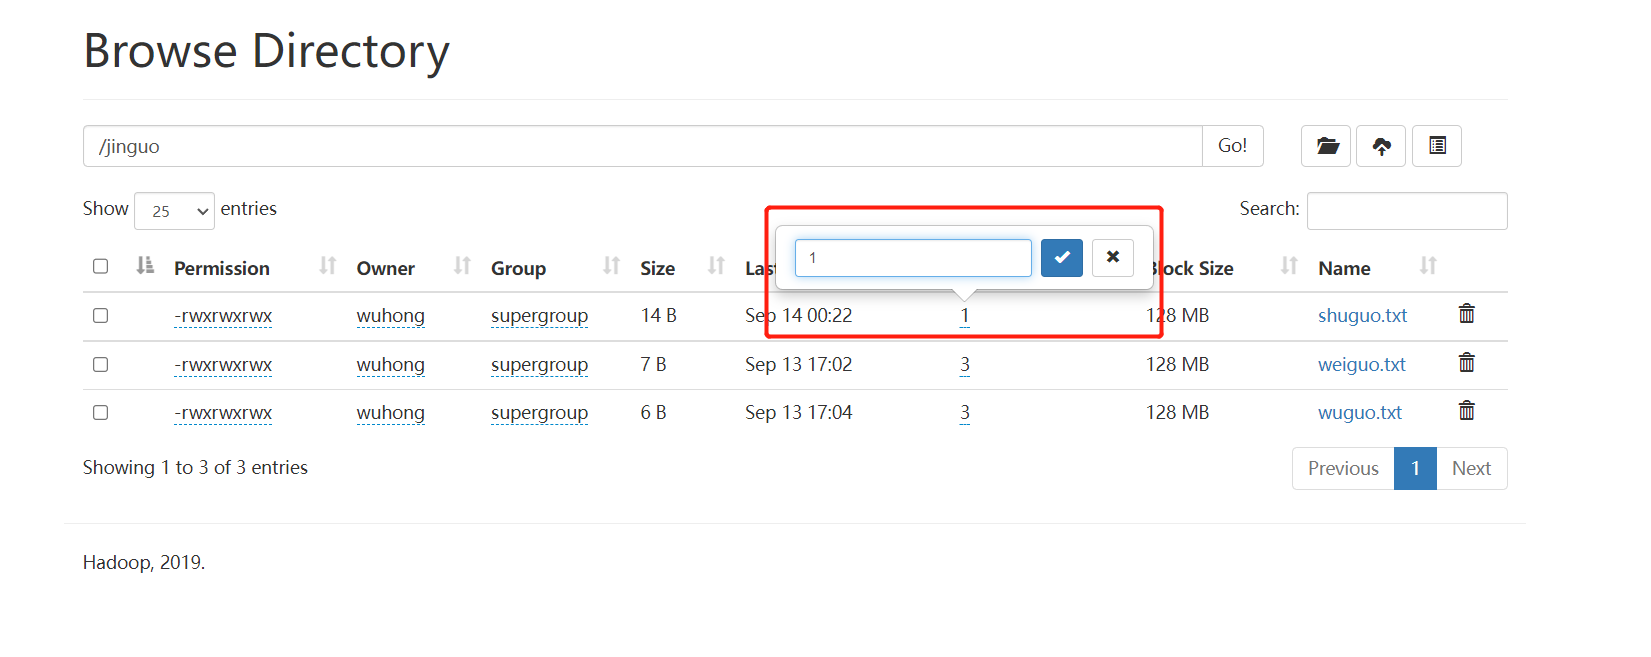 Browse Directory
/jinguo Go!
Show 25 entries Search:
1
Permission Owner Group Size Las Block Size Name
-rwxrwxrwx wuhong supergroup 14 B Sep 14 00:22 1 128 MB shuguo.txt
-rwxrwxrwx wuhong supergroup 7 B Sep 13 17:02 3 128 MB weiguo.txt
-rwxrwxrwx wuhong supergroup 6 B Sep 13 17:04 3 128 MB wuguo.txt
Showing 1 to 3 of 3 entries Previous 1 Next
Hadoop, 2019.